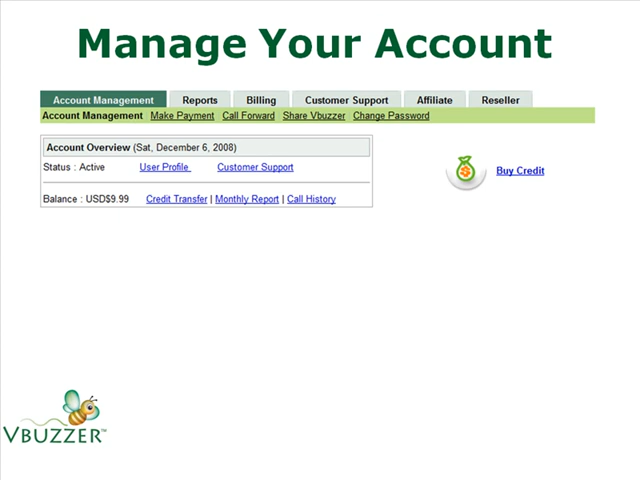 Manage Your Account
Account Management Reports Billing Customer Support Affiliate Reseller
Account Management Make Payment Call Forward Share Vbuzzer Change Password
Account Overview (Sat, December 6, 2008)
Status : Active User Profile Customer Support
Buy Credit
Balance : USD$9.99 Credit Transfer | Monthly Report | Call History
VBUZZER™